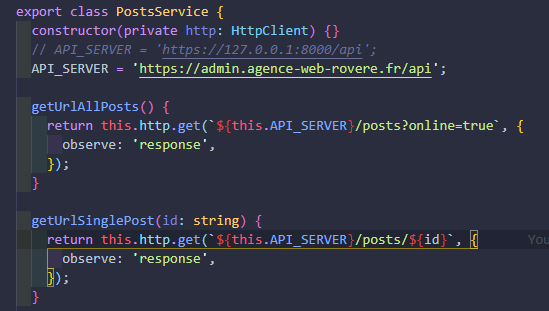 export class PostsService {
constructor(private http: HttpClient) {}
// API_SERVER = 'https://127.0.0.1:8000/api';
API_SERVER = 'https://admin.agence-web-rovere.fr/api';
getUrlAllPosts() {
return this.http.get(`${this.API_SERVER}/posts?online=true`, {
observe: 'response',
});
}
getUrlSinglePost(id: string) {
return this.http.get(`${this.API_SERVER}/posts/${id}`, { You
observe: 'response',
});
}